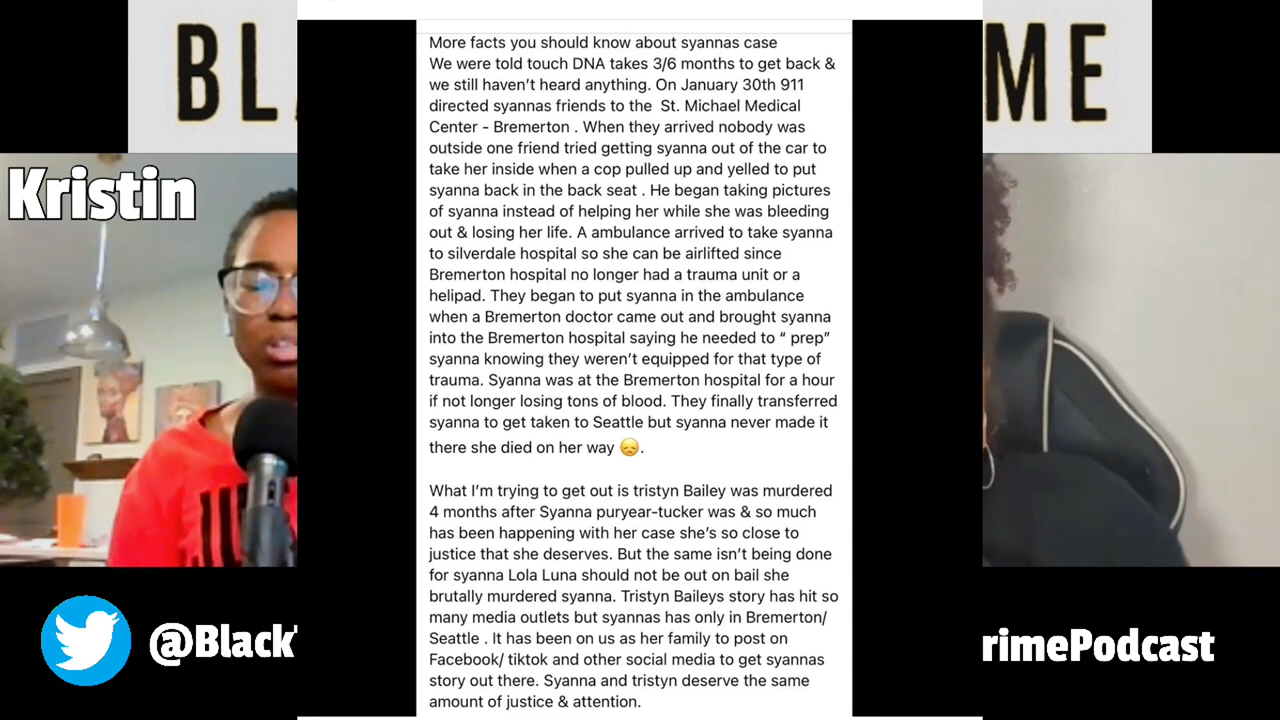 BL
ME
Kristin
More facts you should know about syannas case
We were told touch DNA takes 3/6 months to get back &
we still haven’t heard anything. On January 30th 911
directed syannas friends to the St. Michael Medical
Center - Bremerton . When they arrived nobody was
outside one friend tried getting syanna out of the car to
take her inside when a cop pulled up and yelled to put
syanna back in the back seat . He began taking pictures
of syanna instead of helping her while she was bleeding
out & losing her life. A ambulance arrived to take syanna
to silverdale hospital so she can be airlifted since
Bremerton hospital no longer had a trauma unit or a
helipad. They began to put syanna in the ambulance
when a Bremerton doctor came out and brought syanna
into the Bremerton hospital saying he needed to “ prep”
syanna knowing they weren’t equipped for that type of
trauma. Syanna was at the Bremerton hospital for a hour
if not longer losing tons of blood. They finally transferred
syanna to get taken to Seattle but syanna never made it
there she died on her way 😞.
What I’m trying to get out is tristyn Bailey was murdered
4 months after Syanna puryear-tucker was & so much
has been happening with her case she’s so close to
justice that she deserves. But the same isn’t being done
for syanna Lola Luna should not be out on bail she
brutally murdered syanna. Tristyn Baileys story has hit so
many media outlets but syannas has only in Bremerton/
Seattle . It has been on us as her family to post on
Facebook/ tiktok and other social media to get syannas
story out there. Syanna and tristyn deserve the same
amount of justice & attention.
@Black
rimePodcast